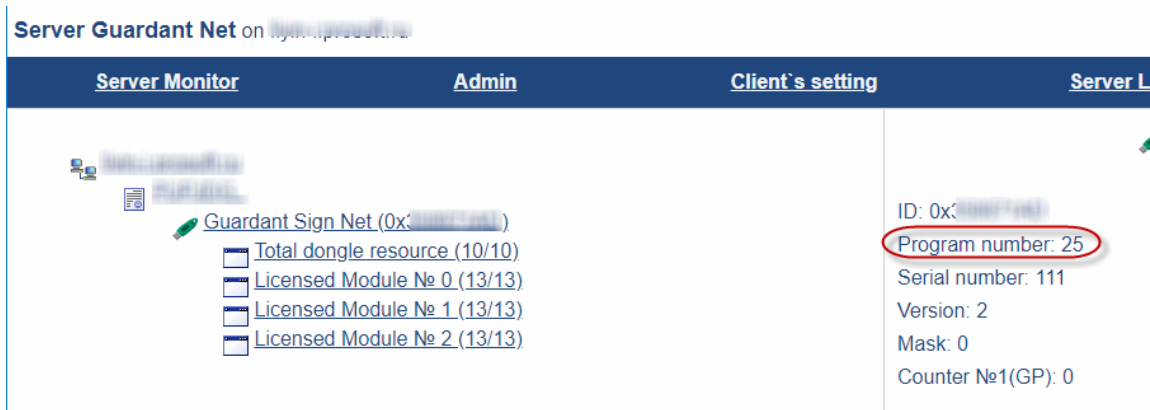 Server Guardant Net on
Server Monitor Admin Client`s setting Server L
Guardant Sign Net (0x )
Total dongle resource (10/10)
Licensed Module № 0 (13/13)
Licensed Module № 1 (13/13)
Licensed Module № 2 (13/13)
ID: 0x
Program number: 25
Serial number: 111
Version: 2
Mask: 0
Counter №1(GP): 0